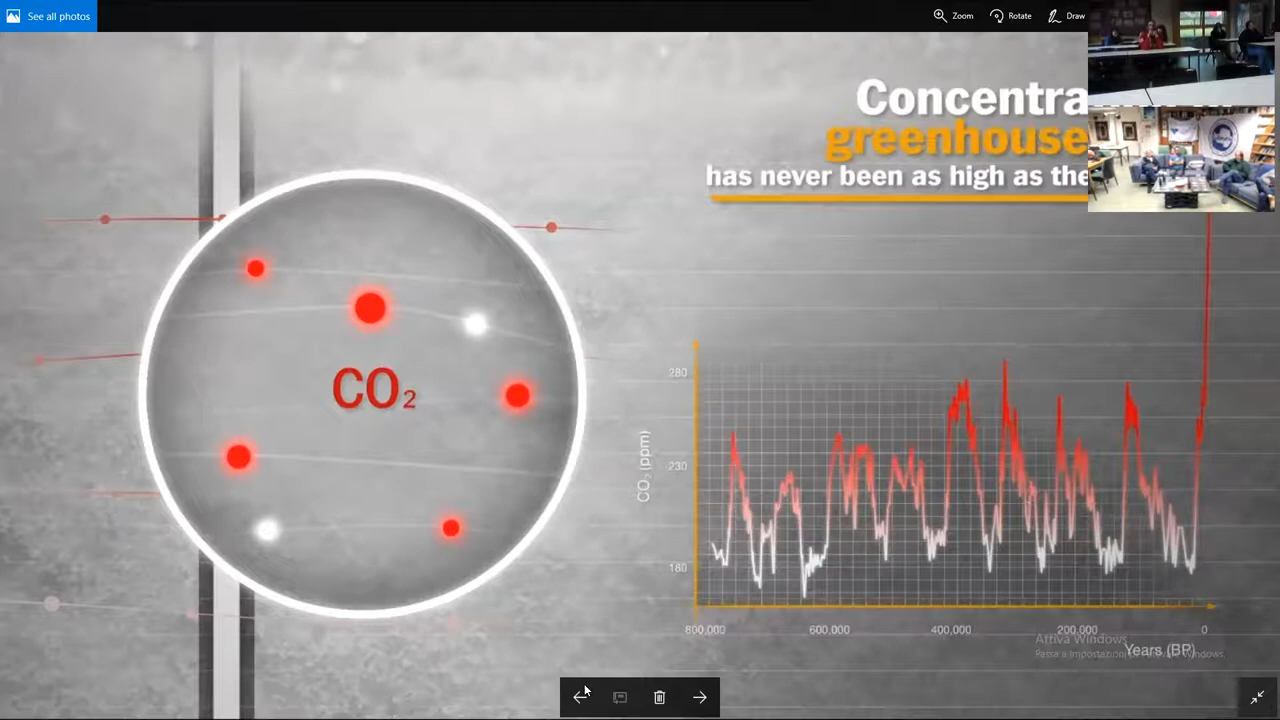 See all photos
Zoom
Rotate
Draw
Concentra
greenhouse
has never been as high as the
CO₂
280
230
180
CO₂ (ppm)
800,000
600,000
400,000
200,000
0
Years (BP)
Attiva Windows
Passa a Impostazioni per Windows.